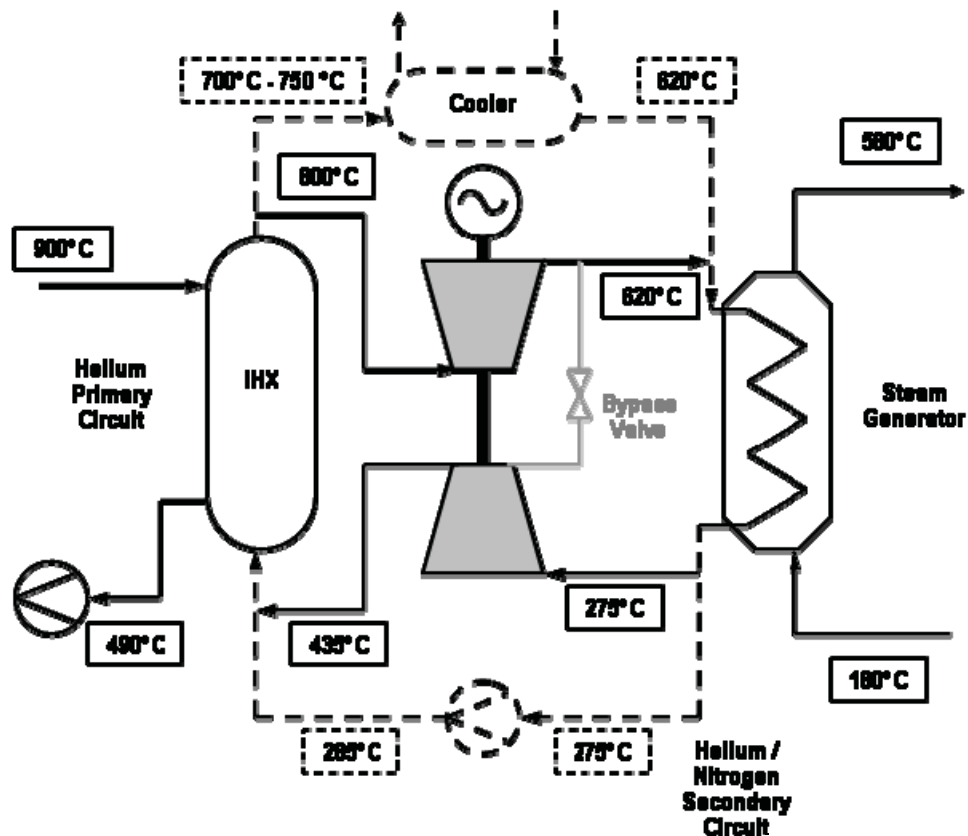 700°C - 750 °C
Cooler
620°C
560°C
800°C
900°C
620°C
Helium
Primary
Circuit
IHX
Bypass
Valve
Steam
Generator
275°C
490°C
435°C
180°C
285°C
275°C
Helium /
Nitrogen
Secondary
Circuit